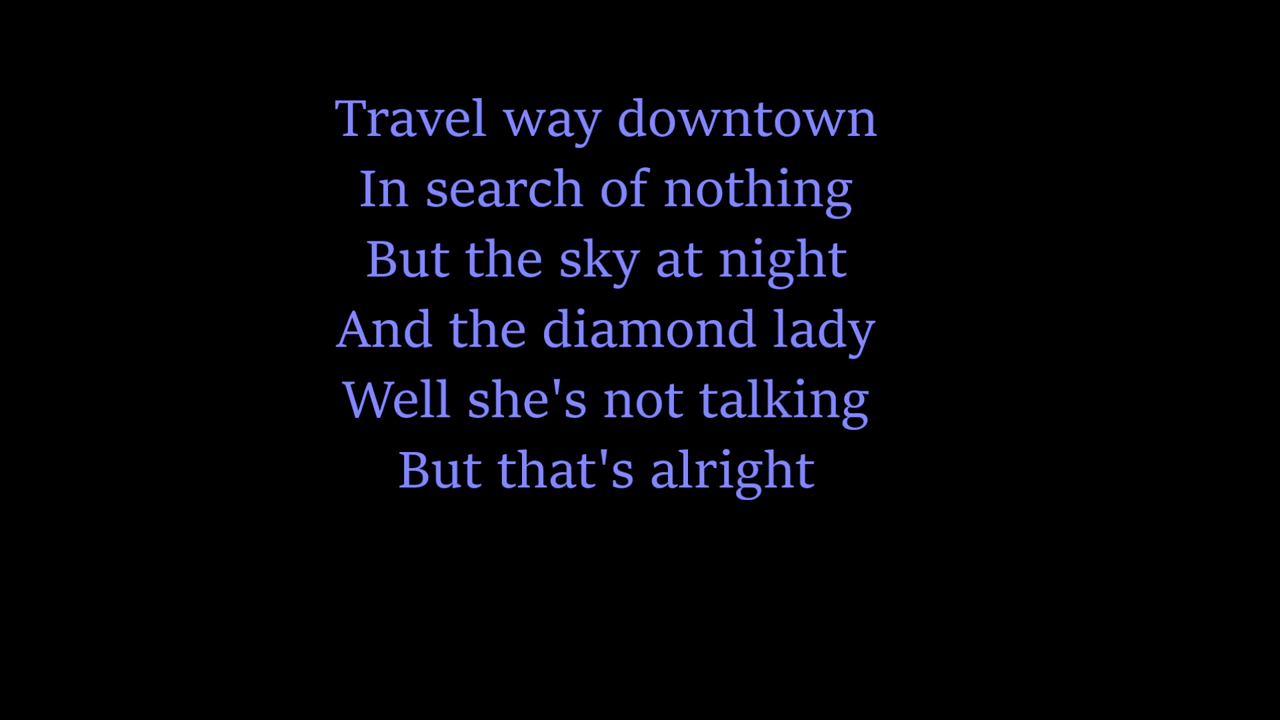 Travel way downtown
In search of nothing
But the sky at night
And the diamond lady
Well she's not talking
But that's alright